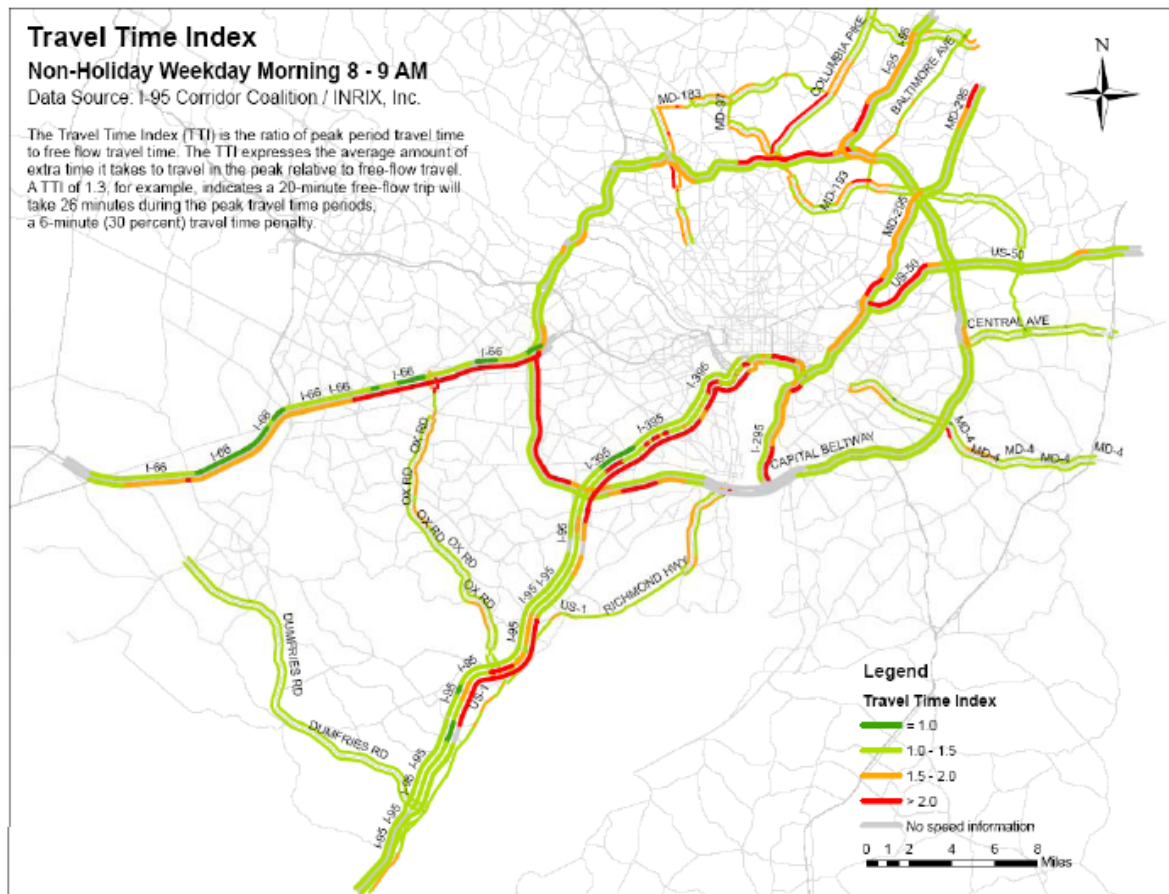 Travel Time Index
Non-Holiday Weekday Morning 8 - 9 AM
Data Source: I-95 Corridor Coalition / INRIX, Inc.
The Travel Time Index (TTI) is the ratio of peak period travel time
to free flow travel time. The TTI expresses the average amount of
extra time it takes to travel in the peak relative to free-flow travel.
A TTI of 1.3, for example, indicates a 20-minute free-flow trip will
take 26 minutes during the peak travel time periods,
a 6-minute (30 percent) travel time penalty.
N
COLUMBIA PIKE
I-95
I-95
BALTIMORE AVE
MD-183
MD-97
MD-295
MD-193
MD-295
US-50
US-50
CENTRAL AVE
I-66
I-66
I-66
I-66
I-66
I-66
I-66
I-395
I-395
I-395
I-295
CAPITAL BELTWAY
MD-4
MD-4
MD-4
MD-4
MD-4
OX RD
OX RD
OX RD
OX RD
OX RD
I-95
I-95
I-95
I-95
I-95
I-95
US-1
RICHMOND HWY
US-1
DUMFRIES RD
DUMFRIES RD
I-95
I-95
I-95
I-95
Legend
Travel Time Index
= 1.0
1.0 - 1.5
1.5 - 2.0
> 2.0
No speed information
0 1 2 4 6 8
Miles